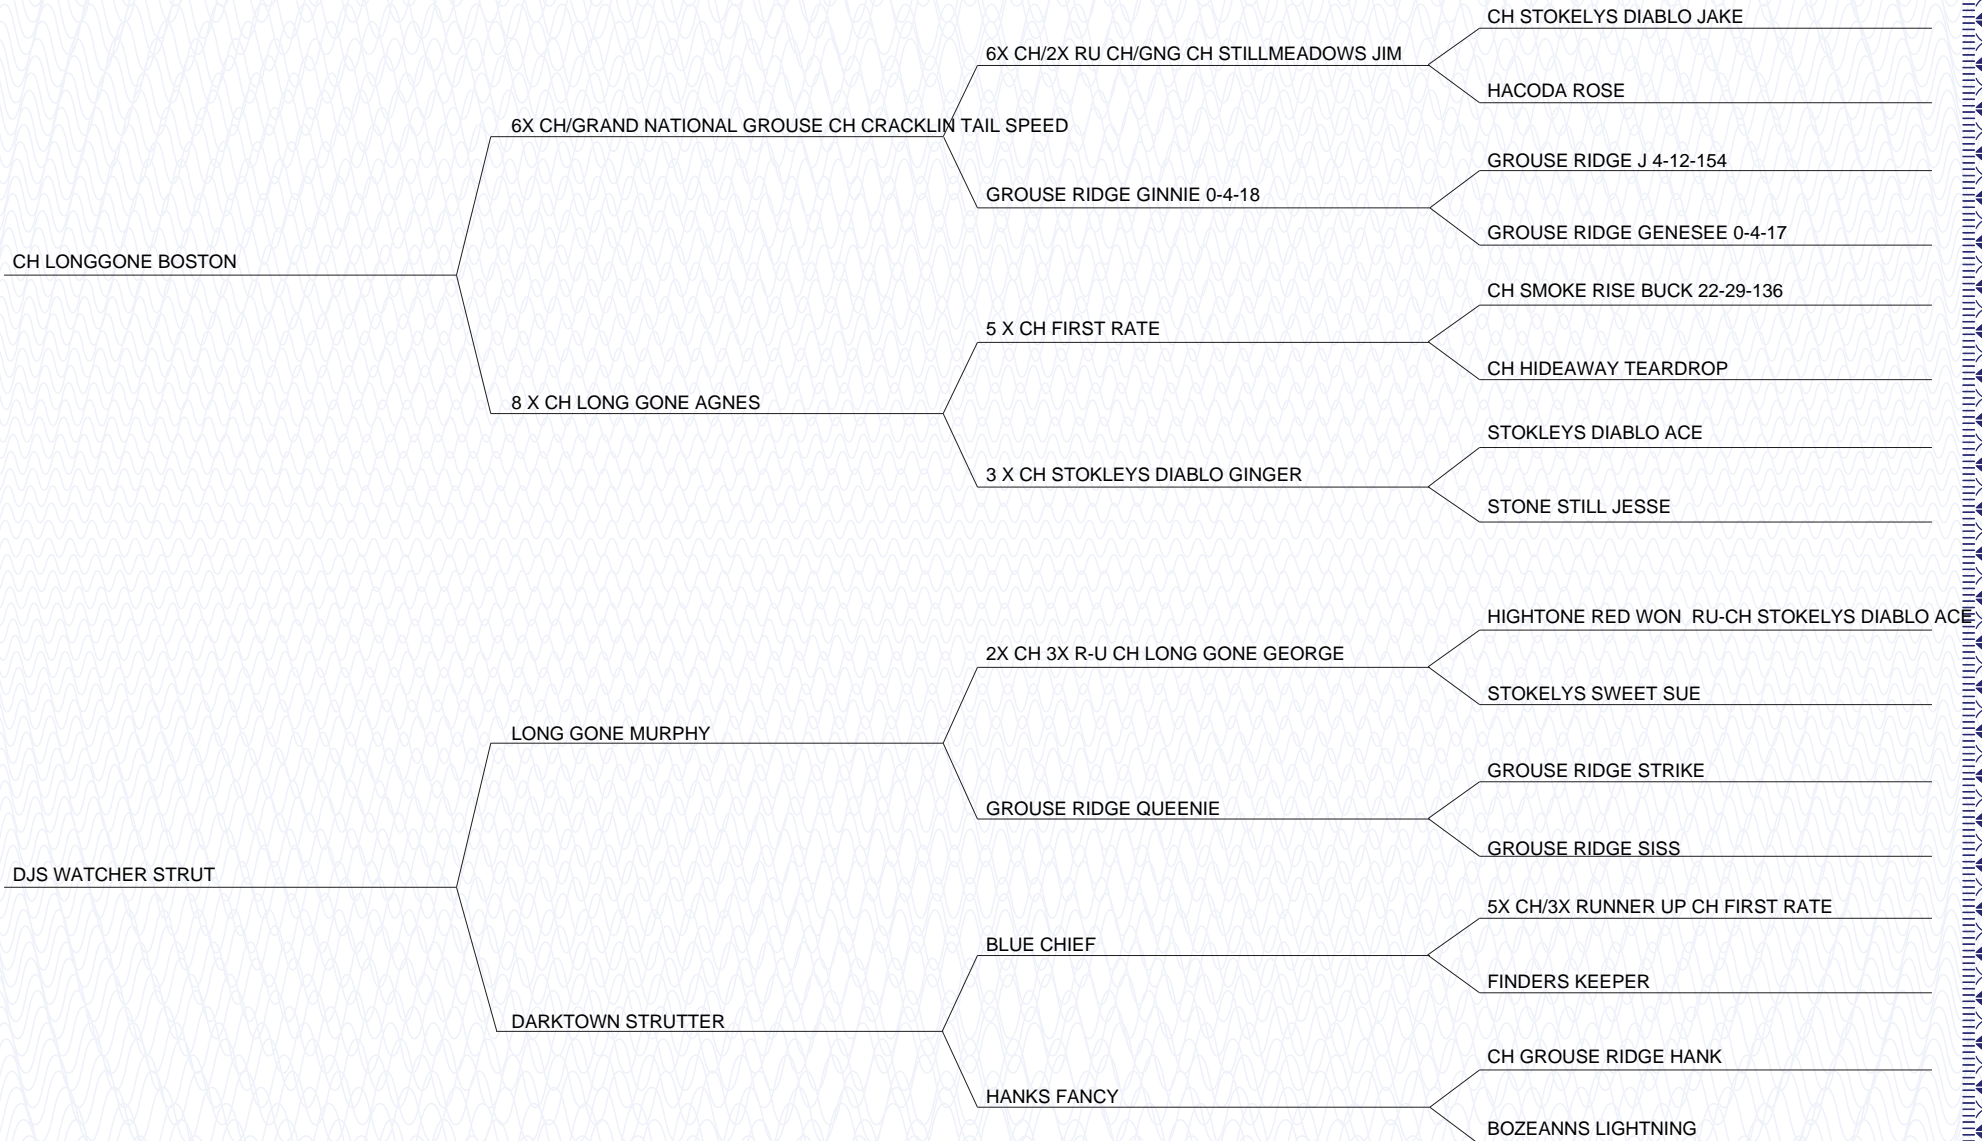 CH STOKELYS DIABLO JAKE
6X CH/2X RU CH/GNG CH STILLMEADOWS JIM
HACODA ROSE
6X CH/GRAND NATIONAL GROUSE CH CRACKLIN TAIL SPEED
GROUSE RIDGE J 4-12-154
GROUSE RIDGE GINNIE 0-4-18
GROUSE RIDGE GENESEE 0-4-17
CH LONGGONE BOSTON
CH SMOKE RISE BUCK 22-29-136
5 X CH FIRST RATE
CH HIDEAWAY TEARDROP
8 X CH LONG GONE AGNES
STOKLEYS DIABLO ACE
3 X CH STOKLEYS DIABLO GINGER
STONE STILL JESSE
HIGHTONE RED WON  RU-CH STOKELYS DIABLO ACE
2X CH 3X R-U CH LONG GONE GEORGE
STOKELYS SWEET SUE
LONG GONE MURPHY
GROUSE RIDGE STRIKE
GROUSE RIDGE QUEENIE
GROUSE RIDGE SISS
DJS WATCHER STRUT
5X CH/3X RUNNER UP CH FIRST RATE
BLUE CHIEF
FINDERS KEEPER
DARKTOWN STRUTTER
CH GROUSE RIDGE HANK
HANKS FANCY
BOZEANNS LIGHTNING